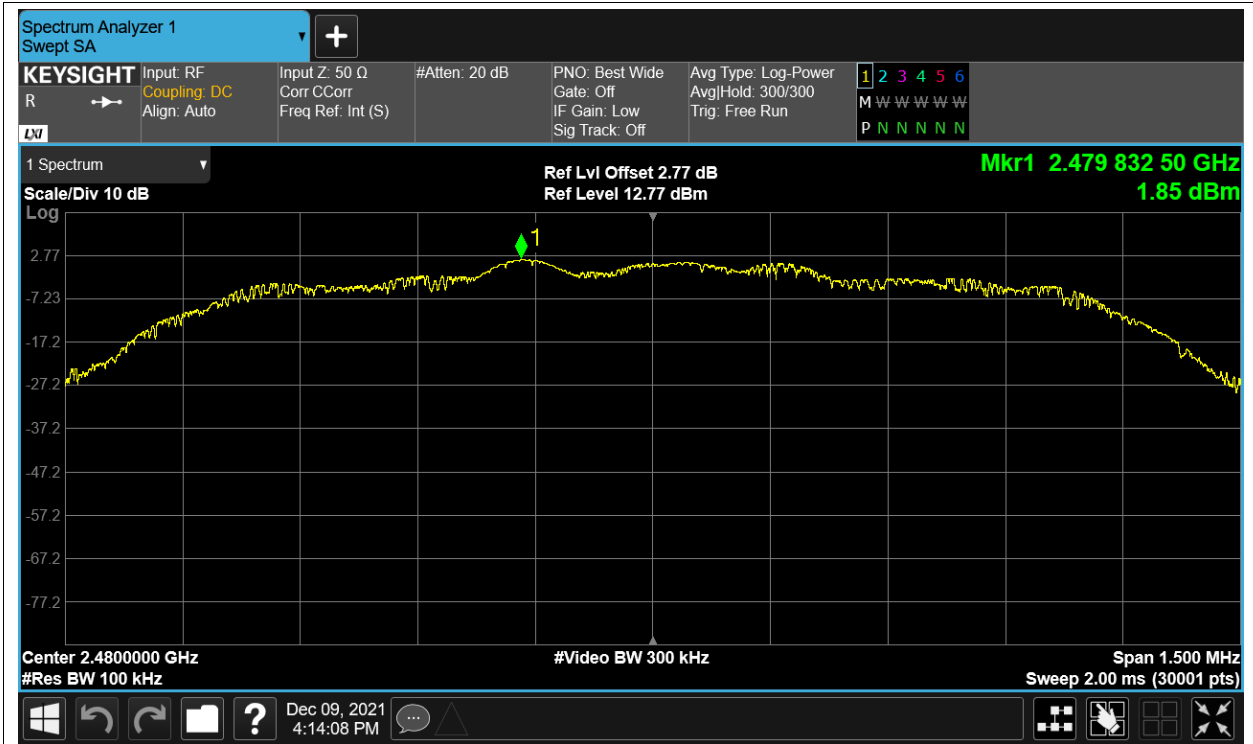 Spectrum Analyzer 1
Swept SA
KEYSIGHT
R
LXI
Input: RF
Coupling: DC
Align: Auto
Input Z: 50 Ω
Corr CCorr
Freq Ref: Int (S)
#Atten: 20 dB
PNO: Best Wide
Gate: Off
IF Gain: Low
Sig Track: Off
Avg Type: Log-Power
Avg|Hold: 300/300
Trig: Free Run
1 2 3 4 5 6
M W W W W W
P N N N N N
1 Spectrum
Scale/Div 10 dB
Log
Ref Lvl Offset 2.77 dB
Ref Level 12.77 dBm
Mkr1 2.479 832 50 GHz
1.85 dBm
1
2.77
-7.23
-17.2
-27.2
-37.2
-47.2
-57.2
-67.2
-77.2
Center 2.4800000 GHz
#Res BW 100 kHz
#Video BW 300 kHz
Span 1.500 MHz
Sweep 2.00 ms (30001 pts)
?
Dec 09, 2021
4:14:08 PM